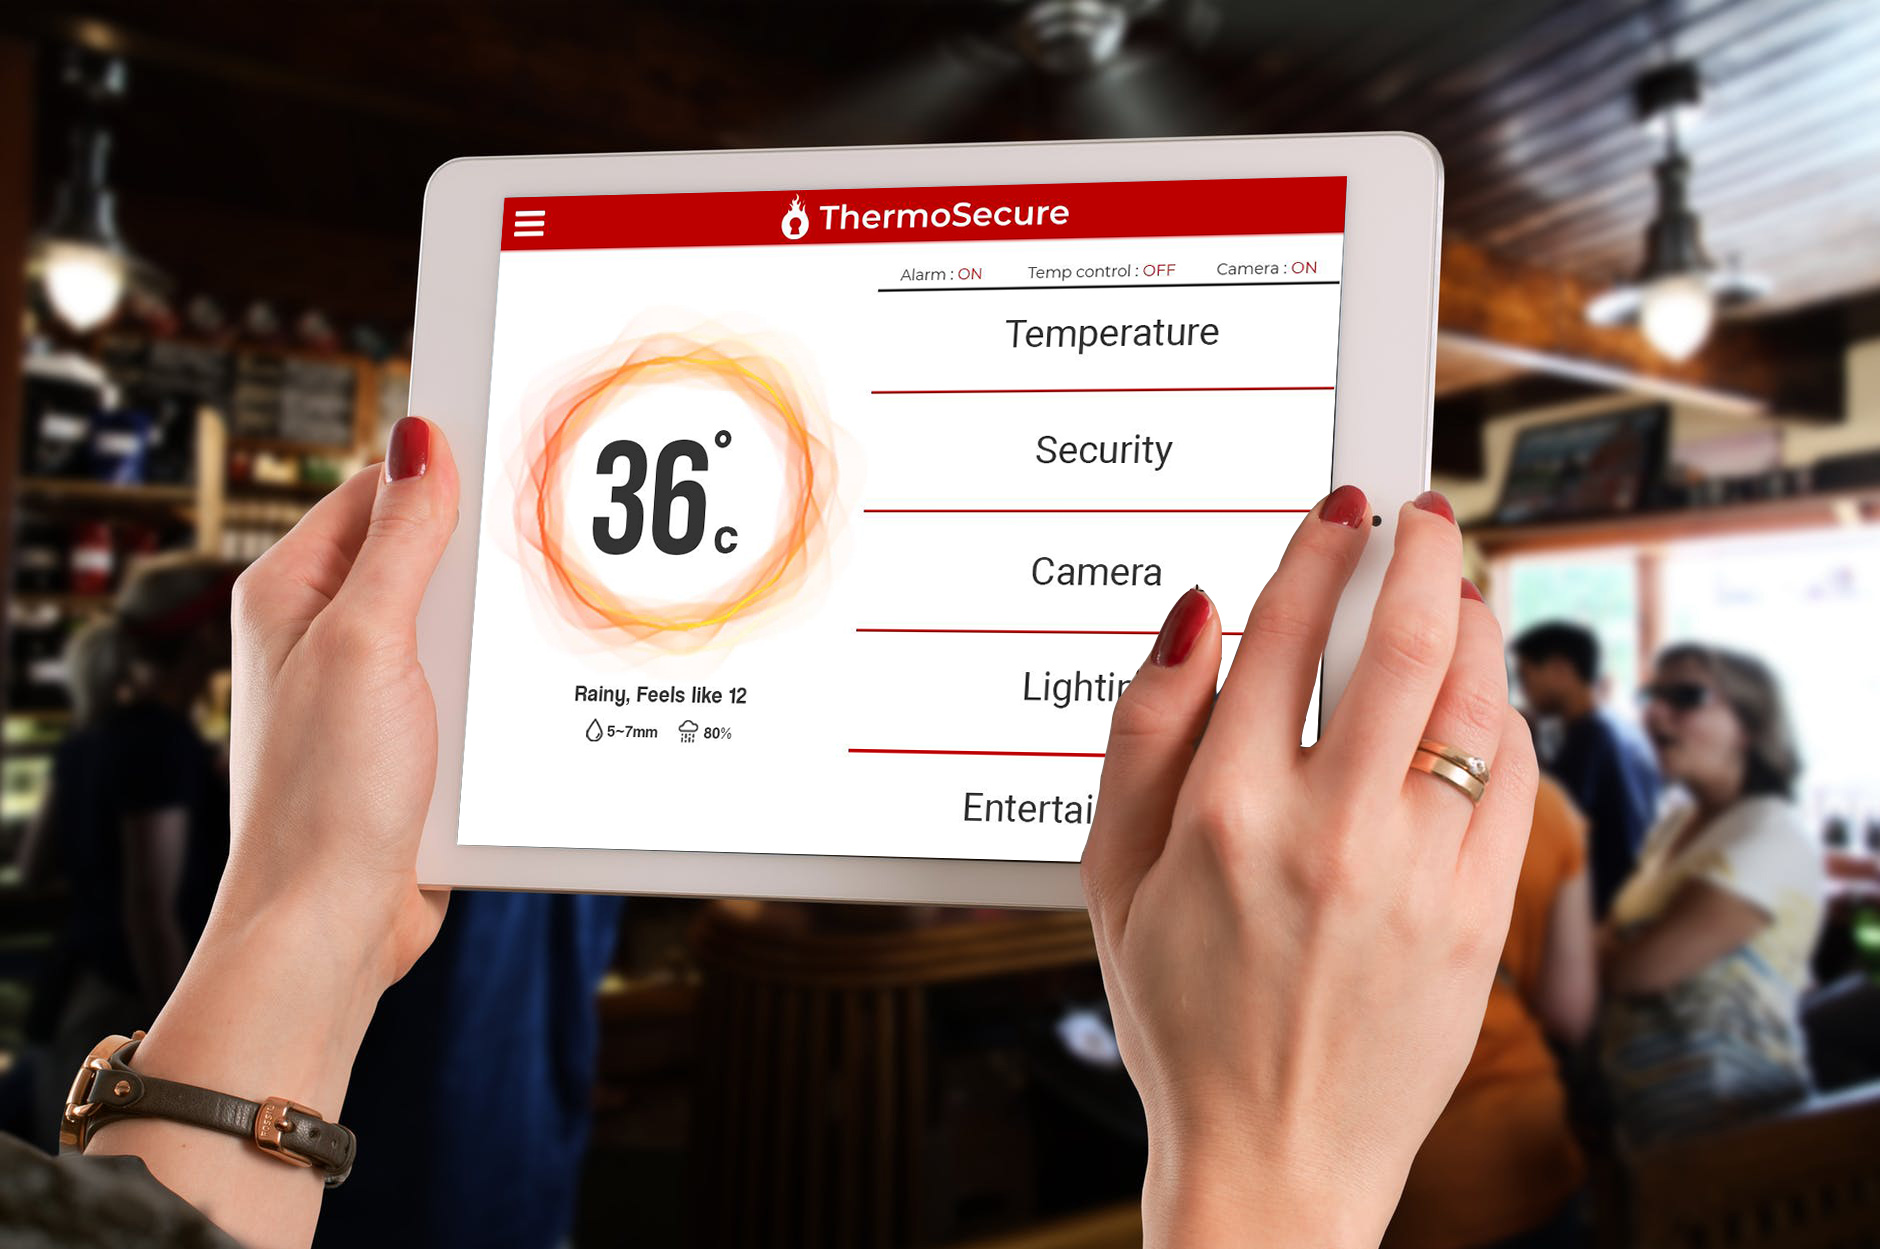 ThermoSecure
Alarm : ON Temp control : OFF Camera : ON
Temperature
Security
Camera
36°c
Rainy, Feels like 12
5~7mm 80%
FOSSIL